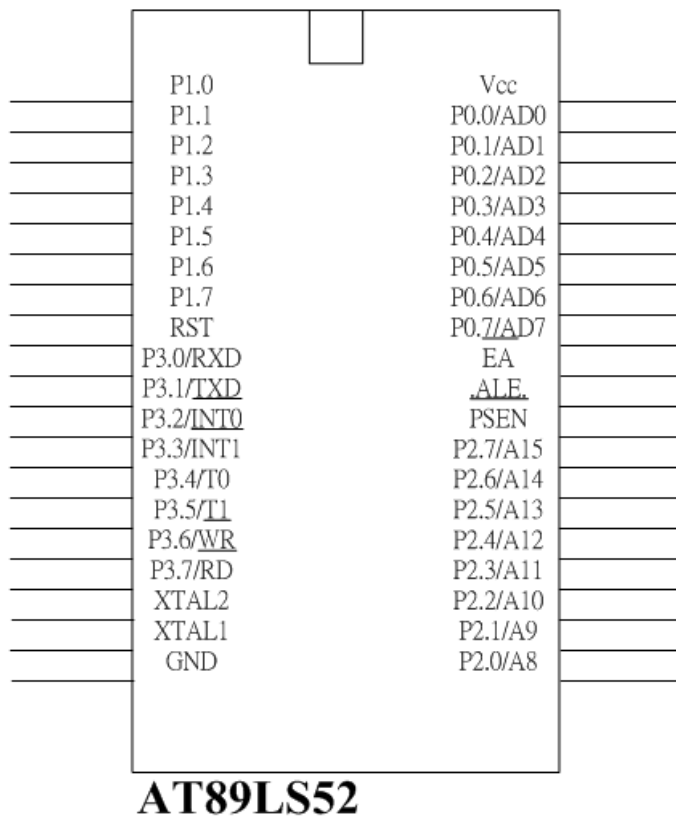 P1.0 Vcc
P1.1 P0.0/AD0
P1.2 P0.1/AD1
P1.3 P0.2/AD2
P1.4 P0.3/AD3
P1.5 P0.4/AD4
P1.6 P0.5/AD5
P1.7 P0.6/AD6
RST P0.7/AD7
P3.0/RXD EA
P3.1/TXD .ALE.
P3.2/INT0 PSEN
P3.3/INT1 P2.7/A15
P3.4/T0 P2.6/A14
P3.5/T1 P2.5/A13
P3.6/WR P2.4/A12
P3.7/RD P2.3/A11
XTAL2 P2.2/A10
XTAL1 P2.1/A9
GND P2.0/A8
AT89LS52